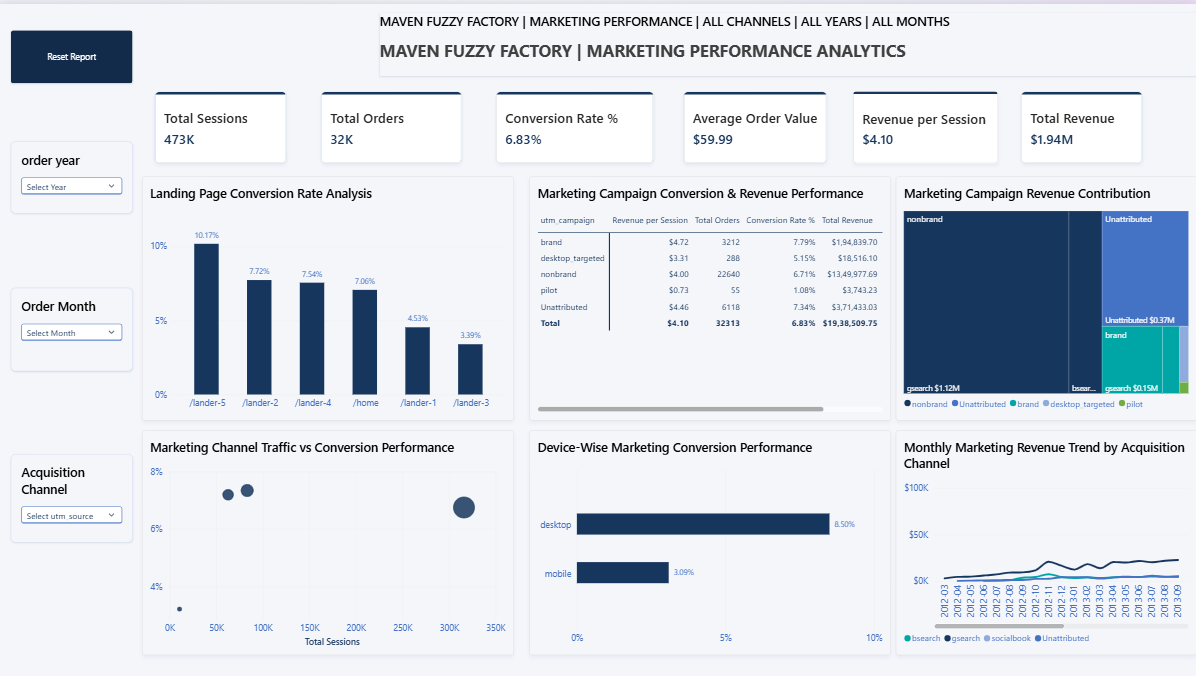 MAVEN FUZZY FACTORY | MARKETING PERFORMANCE | ALL CHANNELS | ALL YEARS | ALL MONTHS
MAVEN FUZZY FACTORY | MARKETING PERFORMANCE ANALYTICS
Reset Report
Total Sessions
473K
Total Orders
32K
Conversion Rate %
6.83%
Average Order Value
$59.99
Revenue per Session
$4.10
Total Revenue
$1.94M
order year
Select Year
Order Month
Select Month
Acquisition
Channel
Select utm_source
Landing Page Conversion Rate Analysis
10%
5%
0%
10.17%
7.72%
7.54%
7.06%
4.53%
3.39%
/lander-5 /lander-2 /lander-4 /home /lander-1 /lander-3
Marketing Campaign Conversion & Revenue Performance
utm_campaign Revenue per Session Total Orders Conversion Rate % Total Revenue
brand $4.72 3212 7.79% $1,94,839.70
desktop_targeted $3.31 288 5.15% $18,516.10
nonbrand $4.00 22640 6.71% $13,49,977.69
pilot $0.73 55 1.08% $3,743.23
Unattributed $4.46 6118 7.34% $3,71,433.03
Total $4.10 32313 6.83% $19,38,509.75
Marketing Campaign Revenue Contribution
nonbrand
gsearch $1.12M
bsear...
Unattributed
Unattributed $0.37M
brand
gsearch $0.15M
nonbrand Unattributed brand desktop_targeted pilot
Marketing Channel Traffic vs Conversion Performance
8%
6%
4%
0K 50K 100K 150K 200K 250K 300K 350K
Total Sessions
Device-Wise Marketing Conversion Performance
desktop 8.50%
mobile 3.09%
0% 5% 10%
Monthly Marketing Revenue Trend by Acquisition
Channel
$100K
$50K
$0K
2012-03 2012-04 2012-05 2012-06 2012-07 2012-08 2012-09 2012-10 2012-11 2012-12 2013-01 2013-02 2013-03 2013-04 2013-05 2013-06 2013-07 2013-08 2013-09
bsearch gsearch socialbook Unattributed